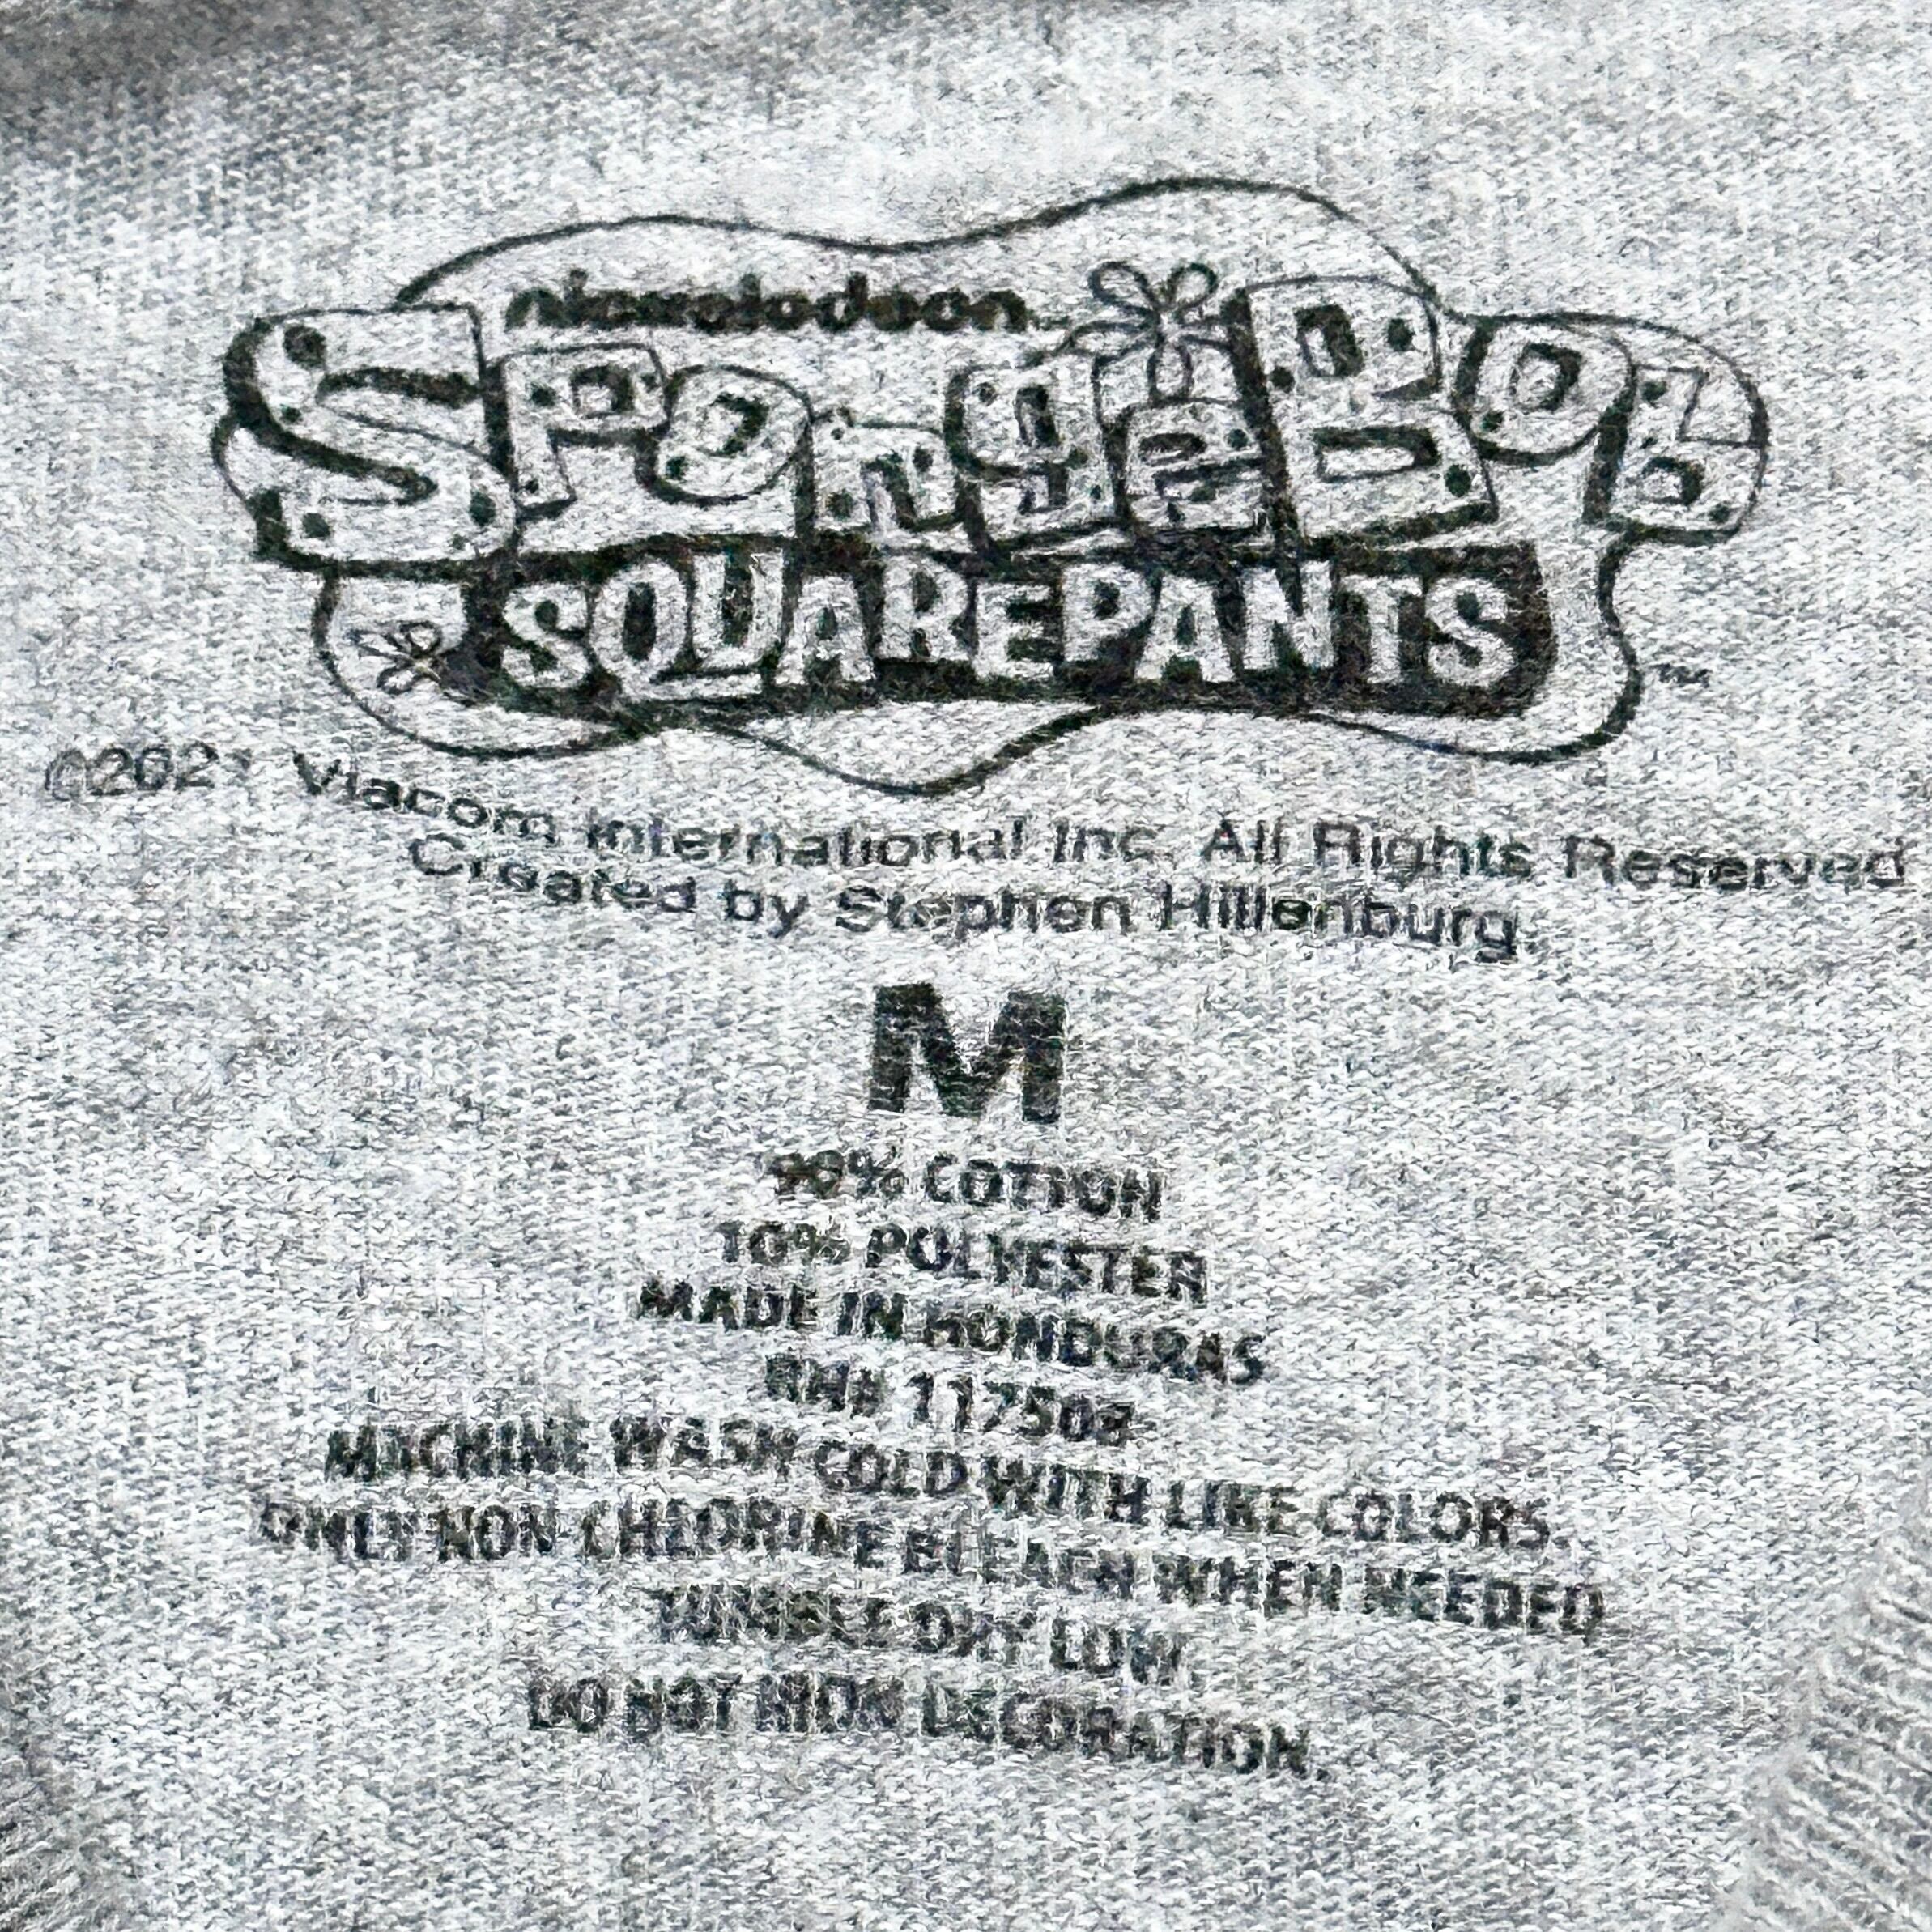 nickelodeon
SPongeBob
SQUAREPANTS™
©2021 Viacom International Inc. All Rights Reserved
Created by Stephen Hillenburg.
M
90% COTTON
10% POLYESTER
MADE IN HONDURAS
RN#
MACHINE WASH COLD WITH LIKE COLORS.
ONLY NON CHLORINE BLEACH WHEN NEEDED
TUMBLE DRY LOW.
DO NOT IRON DECORATION.